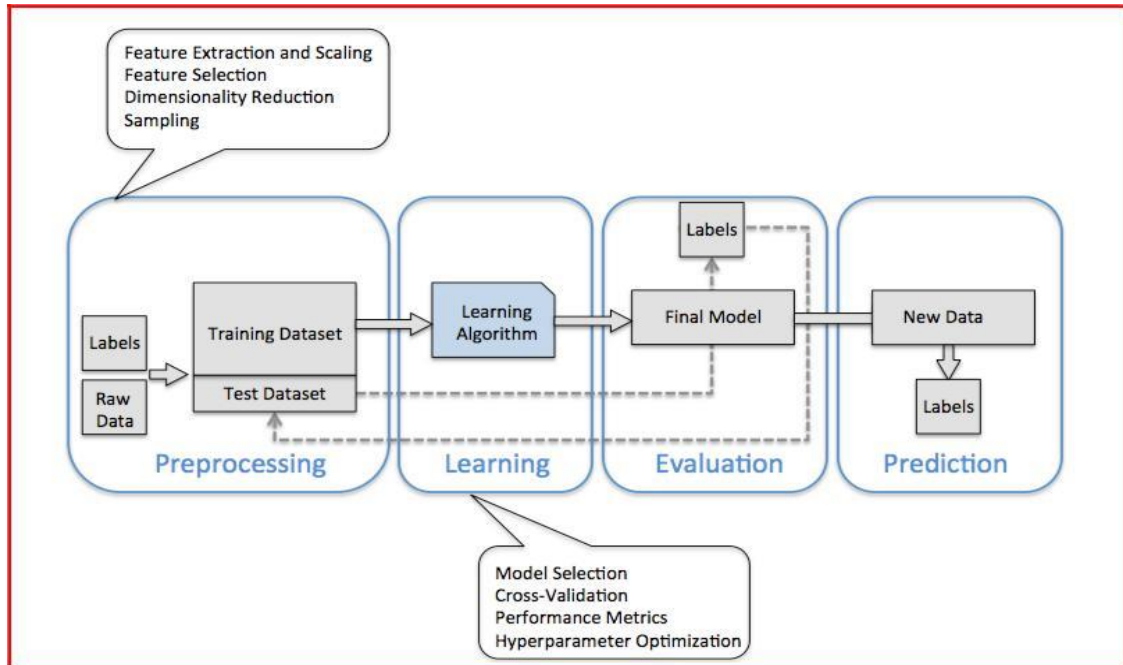 Feature Extraction and Scaling
Feature Selection
Dimensionality Reduction
Sampling
Labels
Raw
Data
Training Dataset
Test Dataset
Preprocessing
Learning
Algorithm
Learning
Labels
Final Model
Evaluation
New Data
Labels
Prediction
Model Selection
Cross-Validation
Performance Metrics
Hyperparameter Optimization